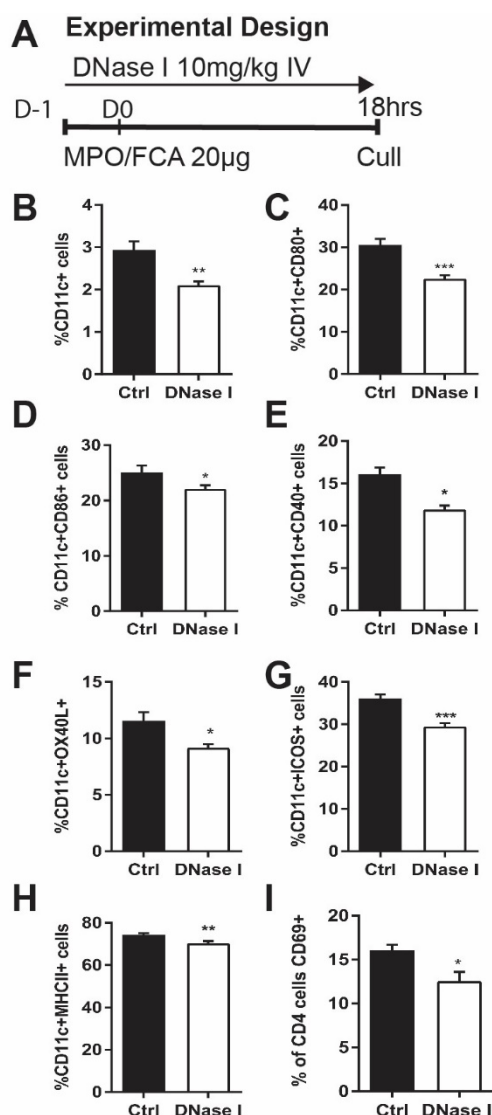 A
Experimental Design
DNase I 10mg/kg IV
D-1 D0 18hrs
MPO/FCA 20µg Cull
B
%CD11c+ cells
4
3
2
1
0
**
Ctrl DNase I
C
%CD11c+CD80+
40
30
20
10
0
***
Ctrl DNase I
D
% CD11c+CD86+ cells
30
20
10
0
*
Ctrl DNase I
E
%CD11c+CD40+ cells
20
15
10
5
0
*
Ctrl DNase I
F
%CD11c+OX40L+
15
10
5
0
*
Ctrl DNase I
G
%CD11c+ICOS+ cells
50
40
30
20
10
0
***
Ctrl DNase I
H
%CD11c+MHCII+ cells
80
60
40
20
0
**
Ctrl DNase I
I
% of CD4 cells CD69+
20
15
10
5
0
*
Ctrl DNase I